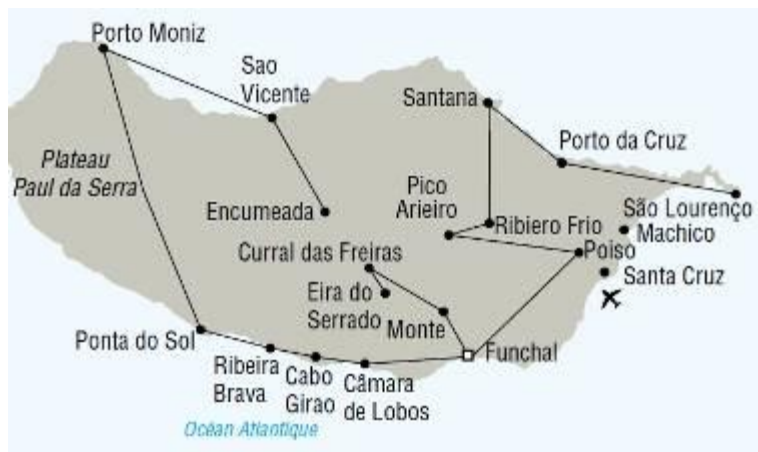 Porto Moniz
Sao
Vicente
Santana
Porto da Cruz
Plateau
Paul da Serra
Pico
Arieiro
Encumeada
Ribiero Frio
São Lourenço
Machico
Curral das Freiras
Poiso
Eira do
Serrado
Santa Cruz
Monte
Ponta do Sol
Funchal
Ribeira
Brava
Cabo
Girao
Câmara
de Lobos
Océan Atlantique